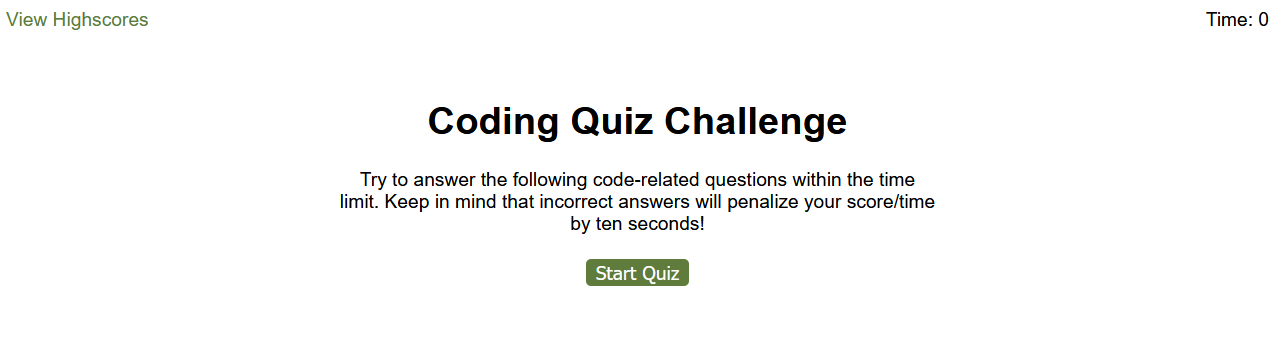 View Highscores
Time: 0
Coding Quiz Challenge
Try to answer the following code-related questions within the time
limit. Keep in mind that incorrect answers will penalize your score/time
by ten seconds!
Start Quiz